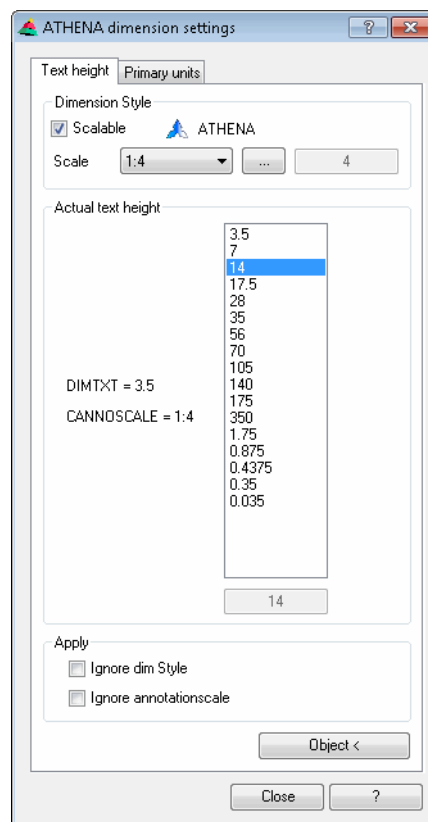 ATHENA dimension settings
?
Text height
Primary units
Dimension Style
Scalable
ATHENA
Scale
1:4
...
4
Actual text height
3.5
7
14
17.5
28
35
56
70
105
140
175
350
1.75
0.875
0.4375
0.35
0.035
DIMTXT = 3.5
CANNOSCALE = 1:4
14
Apply
Ignore dim Style
Ignore annotationscale
Object <
Close
?